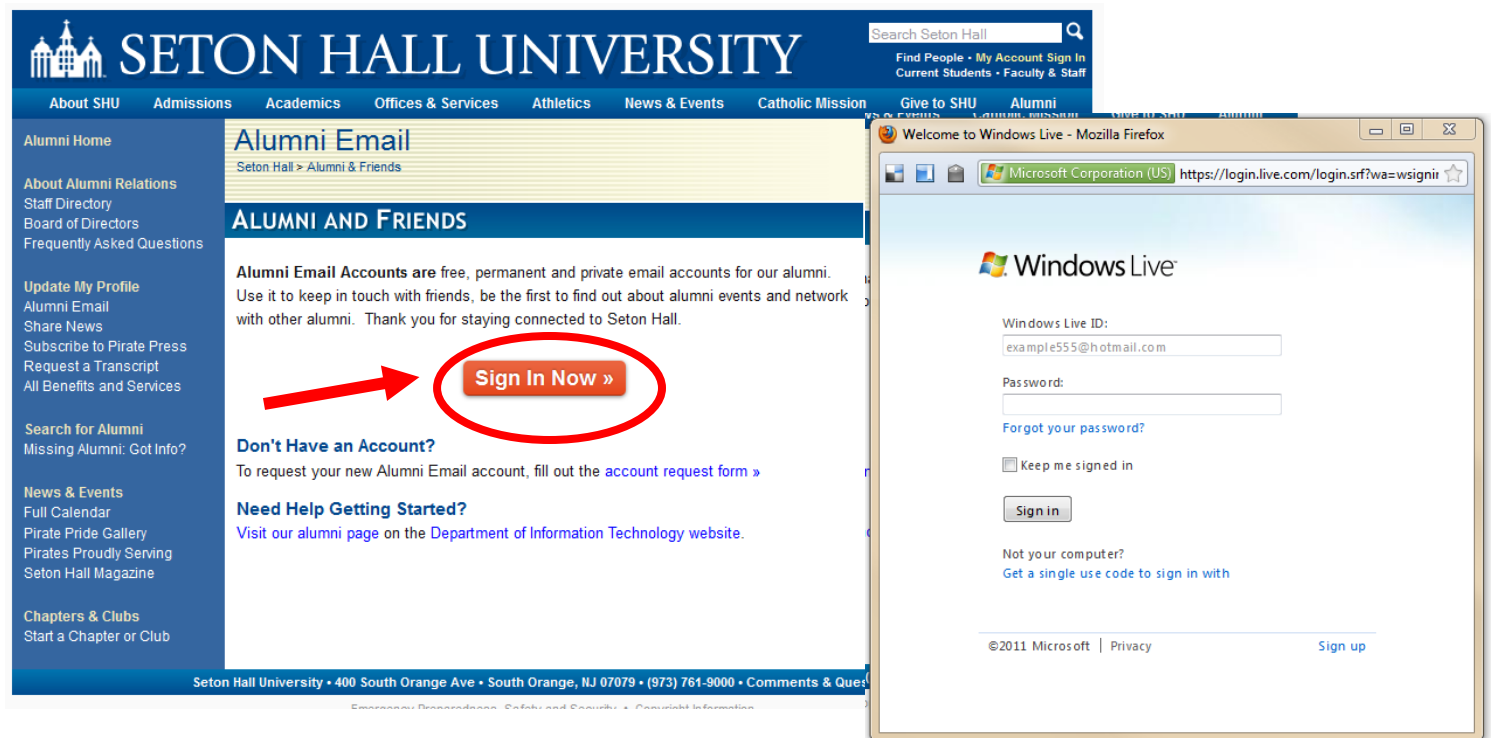 SETON HALL UNIVERSITY
Search Seton Hall
Find People • My Account Sign In
Current Students • Faculty & Staff
About SHU Admissions Academics Offices & Services Athletics News & Events Catholic Mission Give to SHU Alumni
Alumni Home
About Alumni Relations
Staff Directory
Board of Directors
Frequently Asked Questions
Update My Profile
Alumni Email
Share News
Subscribe to Pirate Press
Request a Transcript
All Benefits and Services
Search for Alumni
Missing Alumni: Got Info?
News & Events
Full Calendar
Pirate Pride Gallery
Pirates Proudly Serving
Seton Hall Magazine
Chapters & Clubs
Start a Chapter or Club
Alumni Email
Seton Hall > Alumni & Friends
ALUMNI AND FRIENDS
Alumni Email Accounts are free, permanent and private email accounts for our alumni.
Use it to keep in touch with friends, be the first to find out about alumni events and network
with other alumni. Thank you for staying connected to Seton Hall.
Sign In Now »
Don't Have an Account?
To request your new Alumni Email account, fill out the account request form »
Need Help Getting Started?
Visit our alumni page on the Department of Information Technology website.
Seton Hall University • 400 South Orange Ave • South Orange, NJ 07079 • (973) 761-9000 • Comments & Ques
Emergency Preparedness, Safety and Security • Copyright Information
Welcome to Windows Live - Mozilla Firefox
Microsoft Corporation (US) https://login.live.com/login.srf?wa=wsignin
Windows Live
Windows Live ID:
example555@hotmail.com
Password:
Forgot your password?
Keep me signed in
Sign in
Not your computer?
Get a single use code to sign in with
©2011 Microsoft | Privacy
Sign up